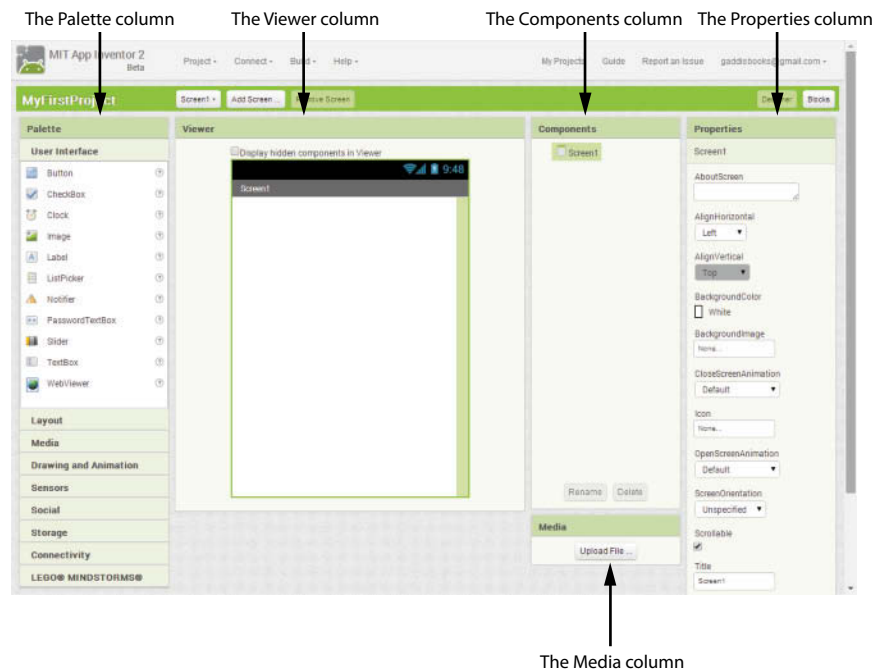 The Palette column
The Viewer column
The Components column
The Properties column
MIT App Inventor 2
Beta
Project
Connect
Build
Help
My Projects
Guide
Report an Issue
gaddisbooks@gmail.com
MyFirstProject
Screen1
Add Screen ...
Remove Screen
Designer
Blocks
Palette
User Interface
Button
CheckBox
Clock
Image
Label
ListPicker
Notifier
PasswordTextBox
Slider
TextBox
WebViewer
Layout
Media
Drawing and Animation
Sensors
Social
Storage
Connectivity
LEGO® MINDSTORMS®
Viewer
Display hidden components in Viewer
9:48
Screen1
Components
Screen1
Rename
Delete
Media
Upload File ...
Properties
Screen1
AboutScreen
AlignHorizontal
Left
AlignVertical
Top
BackgroundColor
White
BackgroundImage
None...
CloseScreenAnimation
Default
Icon
None...
OpenScreenAnimation
Default
ScreenOrientation
Unspecified
Scrollable
Title
Screen1
The Media column